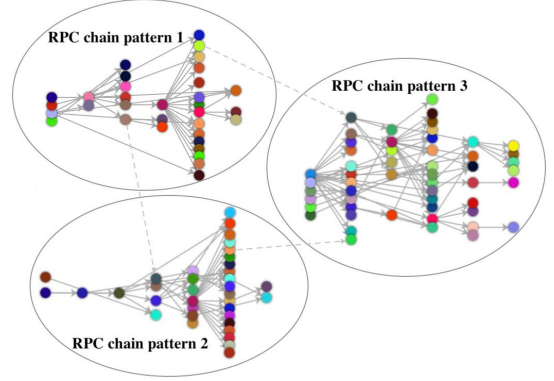 RPC chain pattern 1
RPC chain pattern 3
RPC chain pattern 2